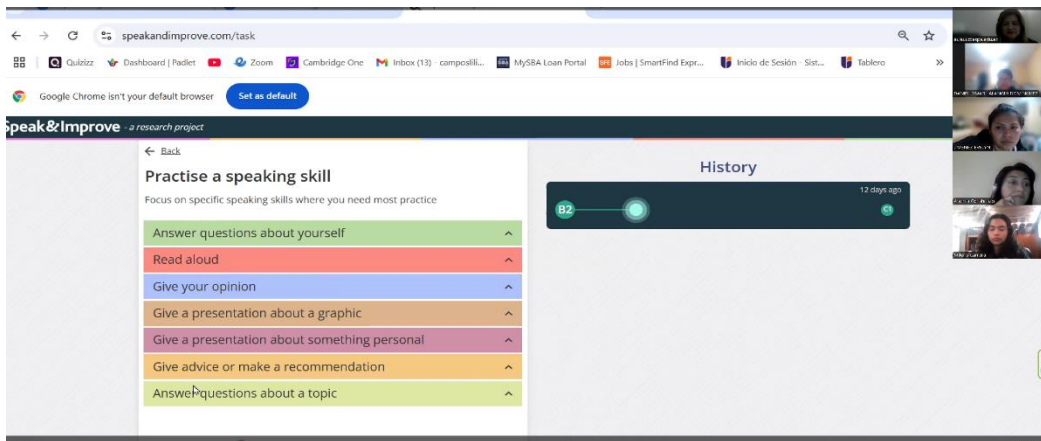 speakandimprove.com/task
Quizizz Dashboard | Padlet Zoom Cambridge One Inbox (13) - camposlili... MySBA Loan Portal SFE Jobs | SmartFind Expr... Inicio de Sesión - Sist... Tablero »
Google Chrome isn't your default browser Set as default
Speak&Improve - a research project
← Back
Practise a speaking skill
Focus on specific speaking skills where you need most practice
Answer questions about yourself
Read aloud
Give your opinion
Give a presentation about a graphic
Give a presentation about something personal
Give advice or make a recommendation
Answer questions about a topic
History
12 days ago
B2
C1